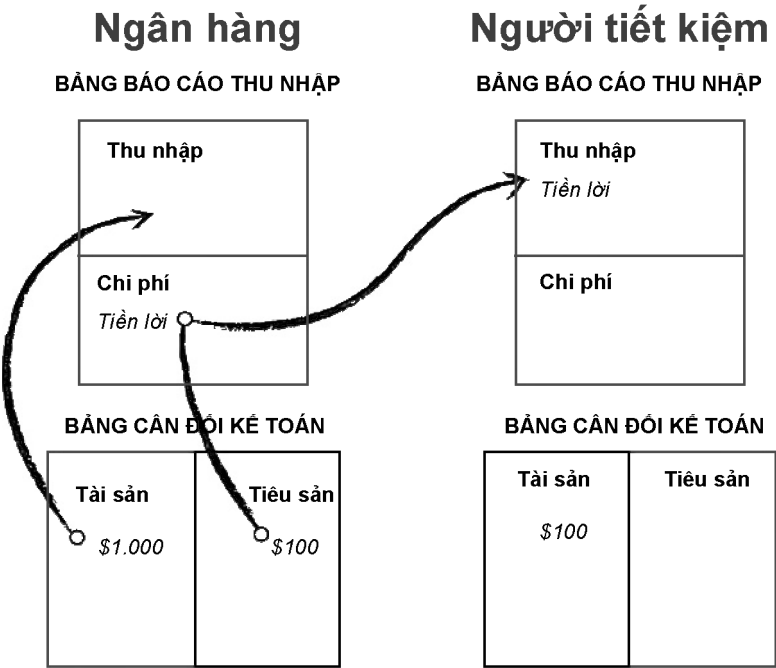 Ngân hàng
BẢNG BÁO CÁO THU NHẬP
Thu nhập
Chi phí
Tiền lời
BẢNG CÂN ĐỐI KẾ TOÁN
Tài sản
Tiêu sản
$1.000
$100
Người tiết kiệm
BẢNG BÁO CÁO THU NHẬP
Thu nhập
Tiền lời
Chi phí
BẢNG CÂN ĐỐI KẾ TOÁN
Tài sản
Tiêu sản
$100